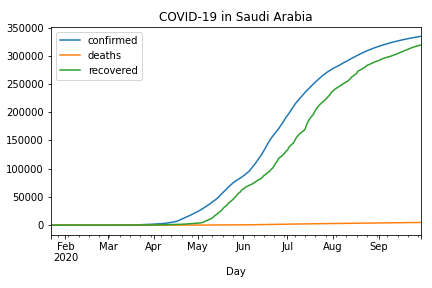 COVID-19 in Saudi Arabia
confirmed
deaths
recovered
350000
300000
250000
200000
150000
100000
50000
0
Feb Mar Apr May Jun Jul Aug Sep
2020
Day